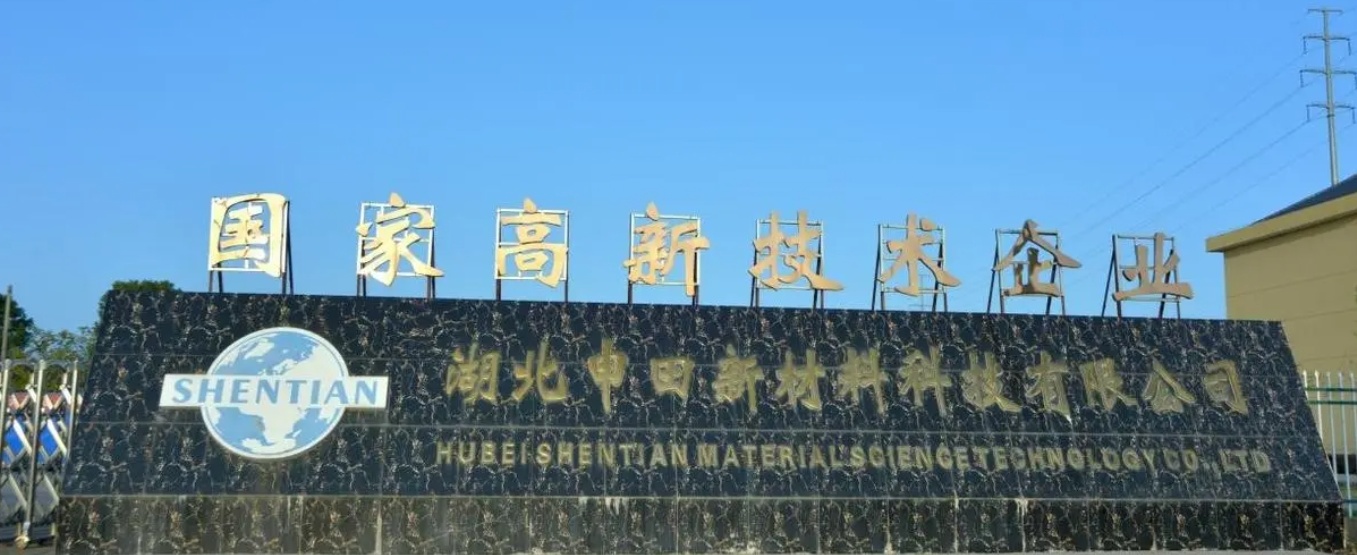 国家高新技术企业
SHENTIAN
湖北申田新材料科技有限公司
HUBEI SHENTIAN MATERIAL SCIENCE TECHNOLOGY CO., LTD